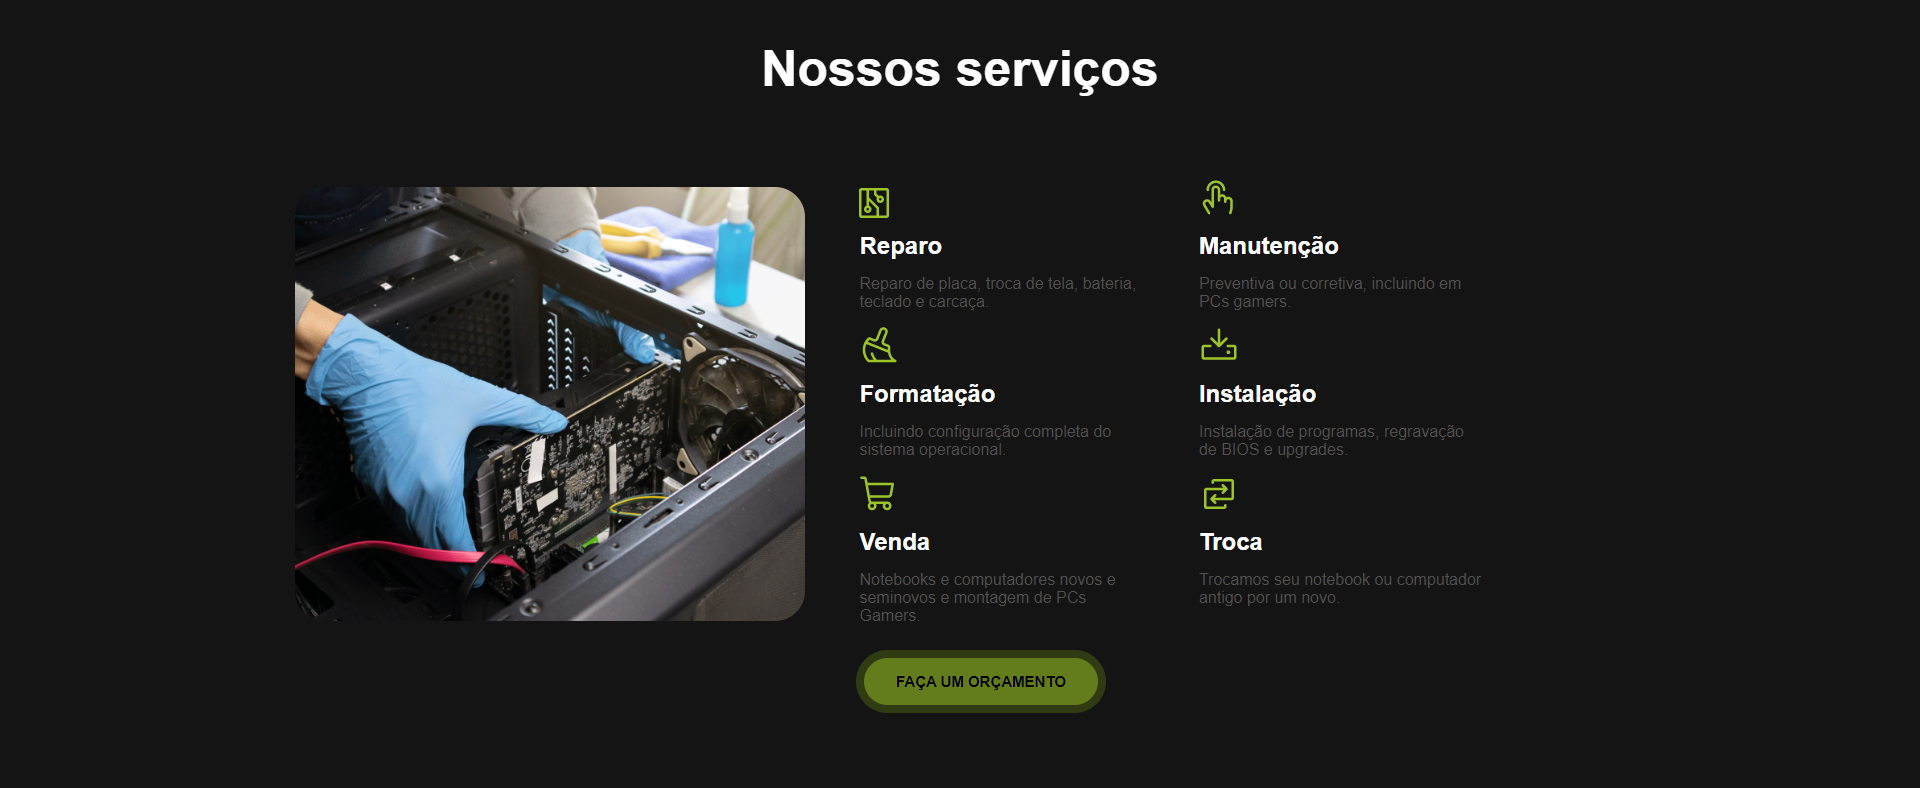 Nossos serviços
Reparo
Reparo de placa, troca de tela, bateria,
teclado e carcaça.
Manutenção
Preventiva ou corretiva, incluindo em
PCs gamers.
Formatação
Incluindo configuração completa do
sistema operacional.
Instalação
Instalação de programas, regravação
de BIOS e upgrades.
Venda
Notebooks e computadores novos e
seminovos e montagem de PCs
Gamers.
Troca
Trocamos seu notebook ou computador
antigo por um novo.
FAÇA UM ORÇAMENTO